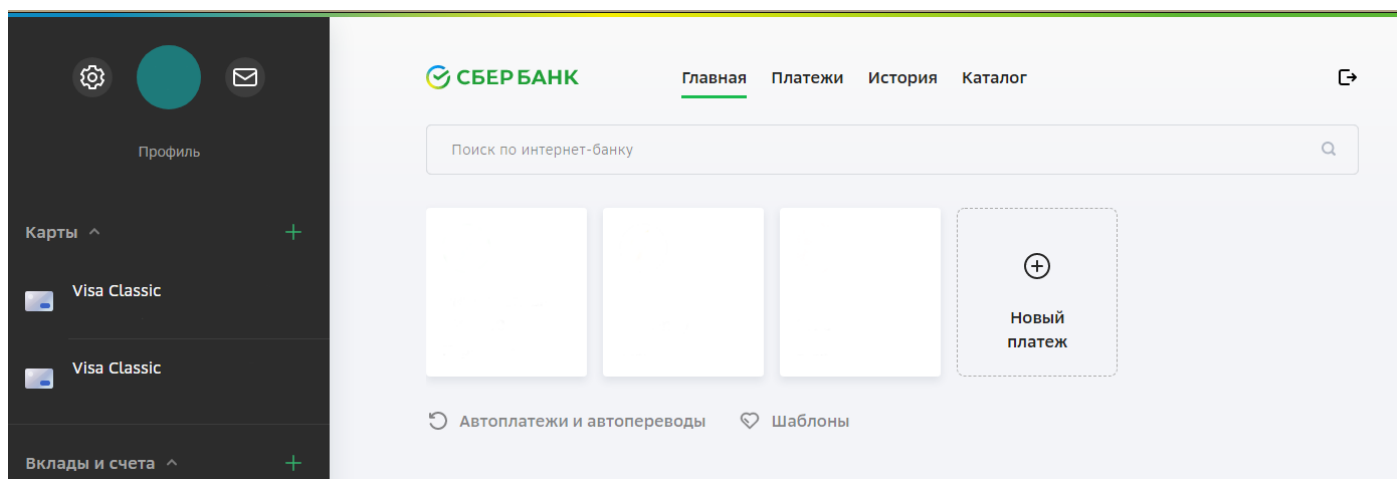 Профиль
Карты
Visa Classic
Visa Classic
Вклады и счета
СБЕР БАНК
Главная Платежи История Каталог
Поиск по интернет-банку
Новый
платеж
Автоплатежи и автопереводы Шаблоны